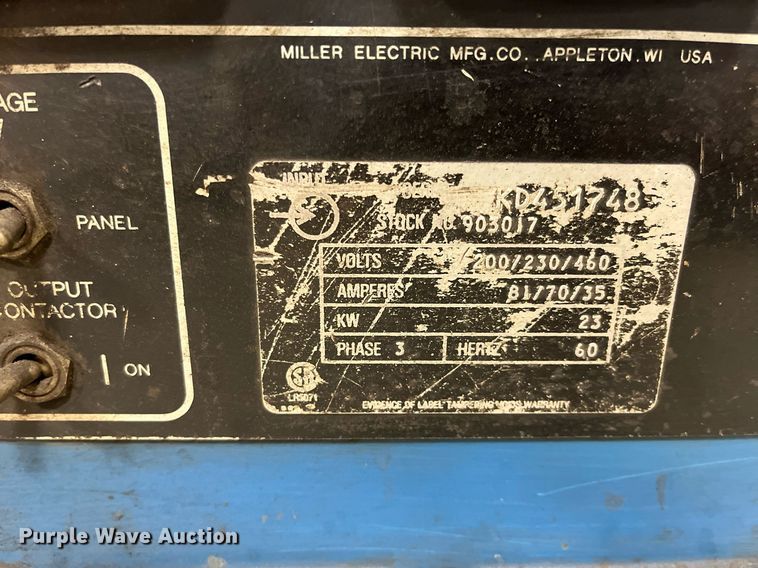 MILLER ELECTRIC MFG.CO., APPLETON, WI USA
AGE
PANEL
OUTPUT
CONTACTOR
ON
INPUT
KD451748
STOCK NO. 903017
VOLTS 200/230/460
AMPERES 81/70/35
KW 23
PHASE 3 HERTZ 60
SA
LR5071
EVIDENCE OF LABEL TAMPERING VOIDS WARRANTY
Purple Wave Auction